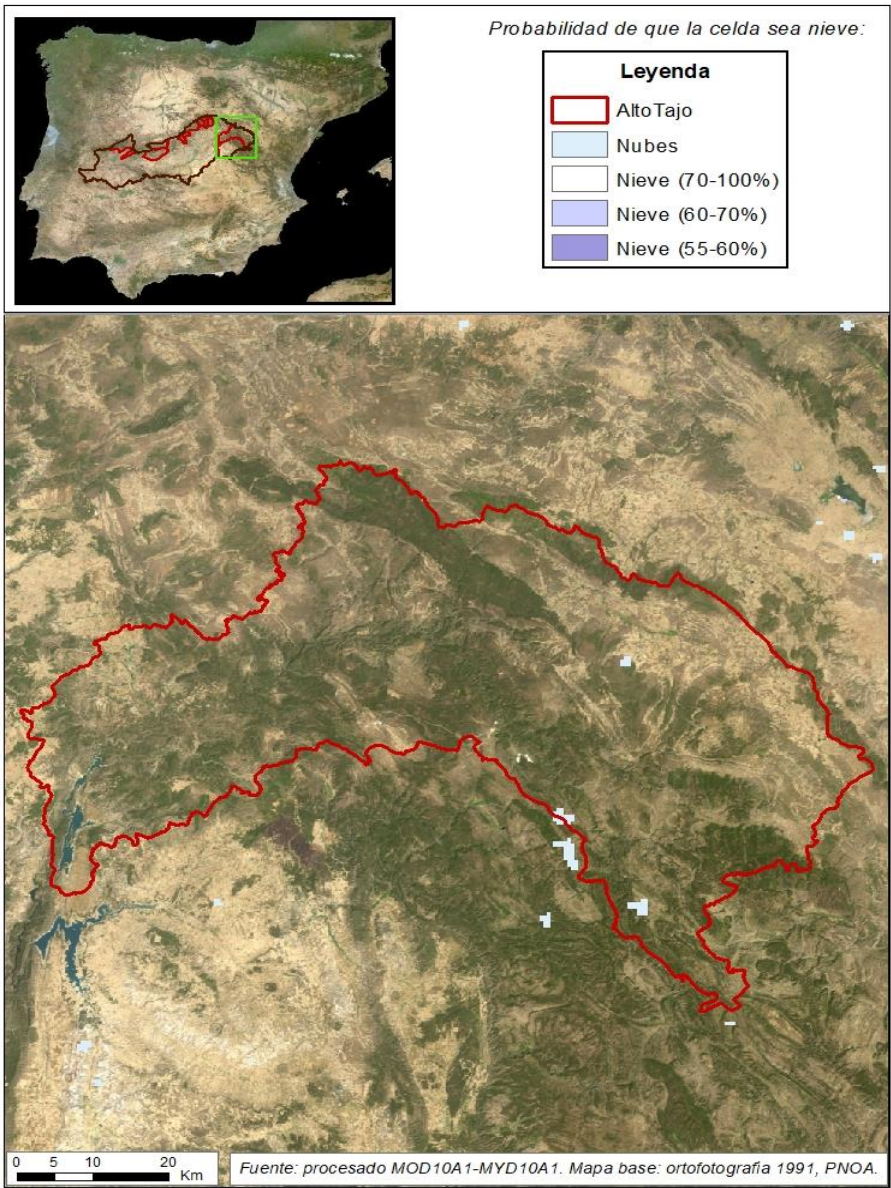 Probabilidad de que la celda sea nieve:
Leyenda
AltoTajo
Nubes
Nieve (70-100%)
Nieve (60-70%)
Nieve (55-60%)
0 5 10 20
Km
Fuente: procesado MOD10A1-MYD10A1. Mapa base: ortofotografía 1991, PNOA.